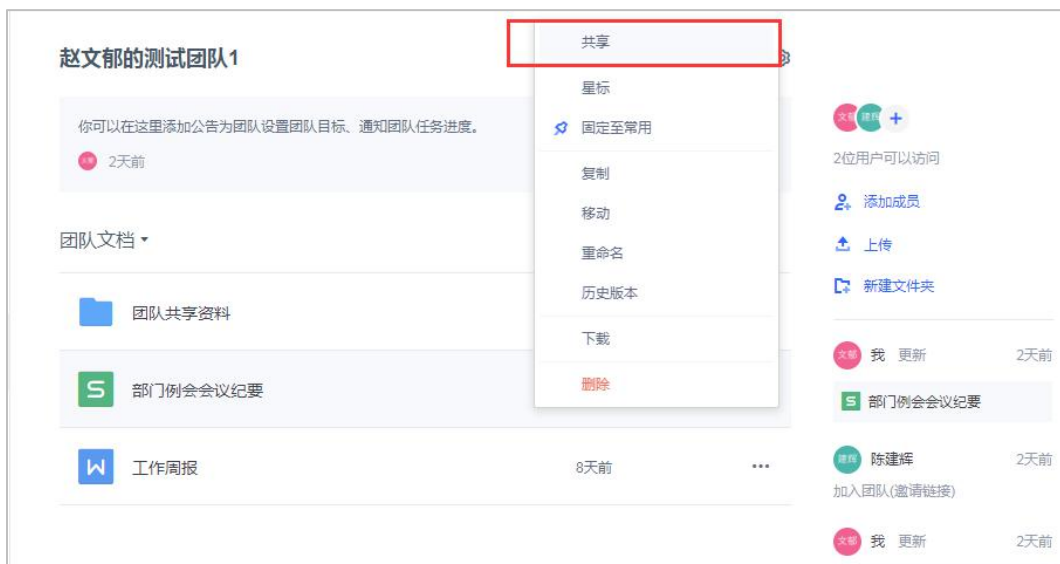 赵文郁的测试团队1
你可以在这里添加公告为团队设置团队目标、通知团队任务进度。
文郁 2天前
团队文档
团队共享资料
S 部门例会会议纪要
W 工作周报 8天前 •••
共享
星标
固定至常用
复制
移动
重命名
历史版本
下载
删除
文郁 建辉 +
2位用户可以访问
添加成员
上传
新建文件夹
文郁 我 更新 2天前
S 部门例会会议纪要
建辉 陈建辉 2天前
加入团队(邀请链接)
文郁 我 更新 2天前